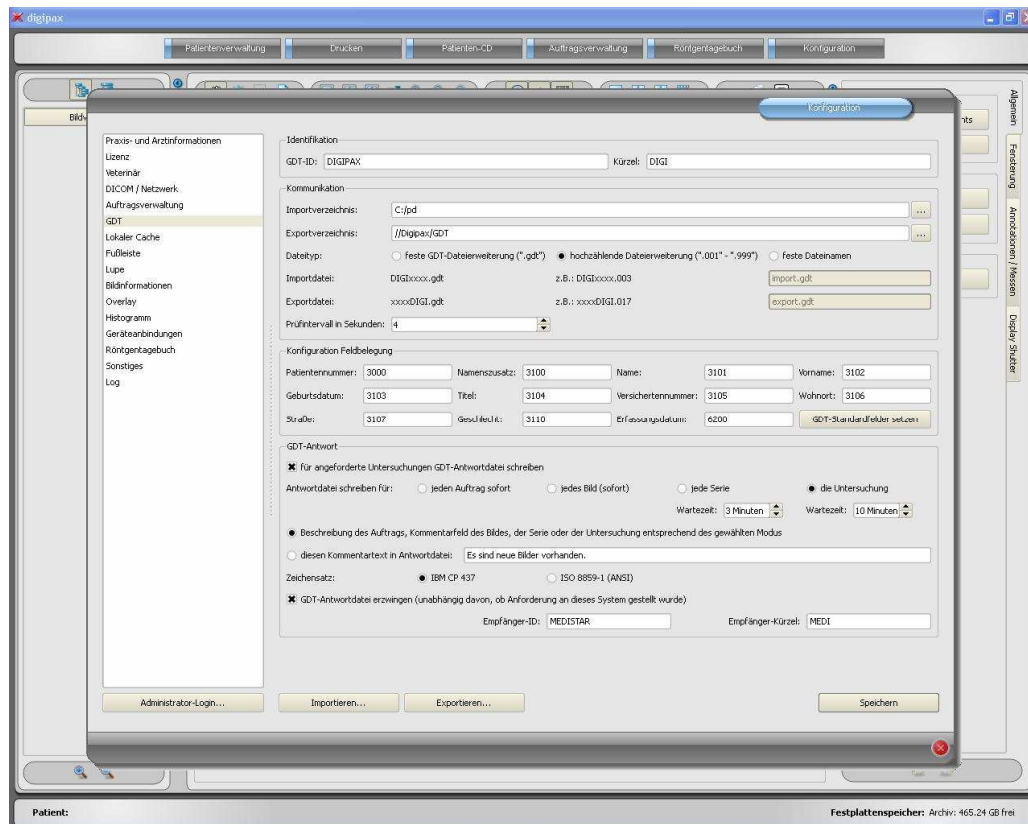 digipax
Patientenverwaltung Drucken Patienten-CD Auftragsverwaltung Röntgentagebuch Konfiguration
Konfiguration
Allgemein
Fensterung
Annotationen / Messen
Display Shutter
Praxis- und Arztinformationen
Lizenz
Veterinär
DICOM / Netzwerk
Auftragsverwaltung
GDT
Lokaler Cache
Fußleiste
Lupe
Bildinformationen
Overlay
Histogramm
Geräteanbindungen
Röntgentagebuch
Sonstiges
Log
Identifikation
GDT-ID: DIGIPAX Kürzel: DIGI
Kommunikation
Importverzeichnis: C:/pd ...
Exportverzeichnis: //Digipax/GDT ...
Dateityp: feste GDT-Dateierweiterung (".gdt") hochzählende Dateierweiterung (".001" - ".999") feste Dateinamen
Importdatei: DIGIxxxx.gdt z.B.: DIGIxxxx.003 import.gdt
Exportdatei: xxxxDIGI.gdt z.B.: xxxxDIGI.017 export.gdt
Prüfintervall in Sekunden: 4
Konfiguration Feldbelegung
Patientennummer: 3000 Namenszusatz: 3100 Name: 3101 Vorname: 3102
Geburtsdatum: 3103 Titel: 3104 Versichertennummer: 3105 Wohnort: 3106
Straße: 3107 Geschlecht: 3110 Erfassungsdatum: 6200 GDT-Standardfelder setzen
GDT-Antwort
für angeforderte Untersuchungen GDT-Antwortdatei schreiben
Antwortdatei schreiben für: jeden Auftrag sofort jedes Bild (sofort) jede Serie die Untersuchung
Wartezeit: 3 Minuten Wartezeit: 10 Minuten
Beschreibung des Auftrags, Kommentarfeld des Bildes, der Serie oder der Untersuchung entsprechend des gewählten Modus
diesen Kommentartext in Antwortdatei: Es sind neue Bilder vorhanden.
Zeichensatz: IBM CP 437 ISO 8859-1 (ANSI)
GDT-Antwortdatei erzwingen (unabhängig davon, ob Anforderung an dieses System gestellt wurde)
Empfänger-ID: MEDISTAR Empfänger-Kürzel: MEDI
Administrator-Login... Importieren... Exportieren... Speichern
Patient: Festplattenspeicher: Archiv: 465.24 GB frei